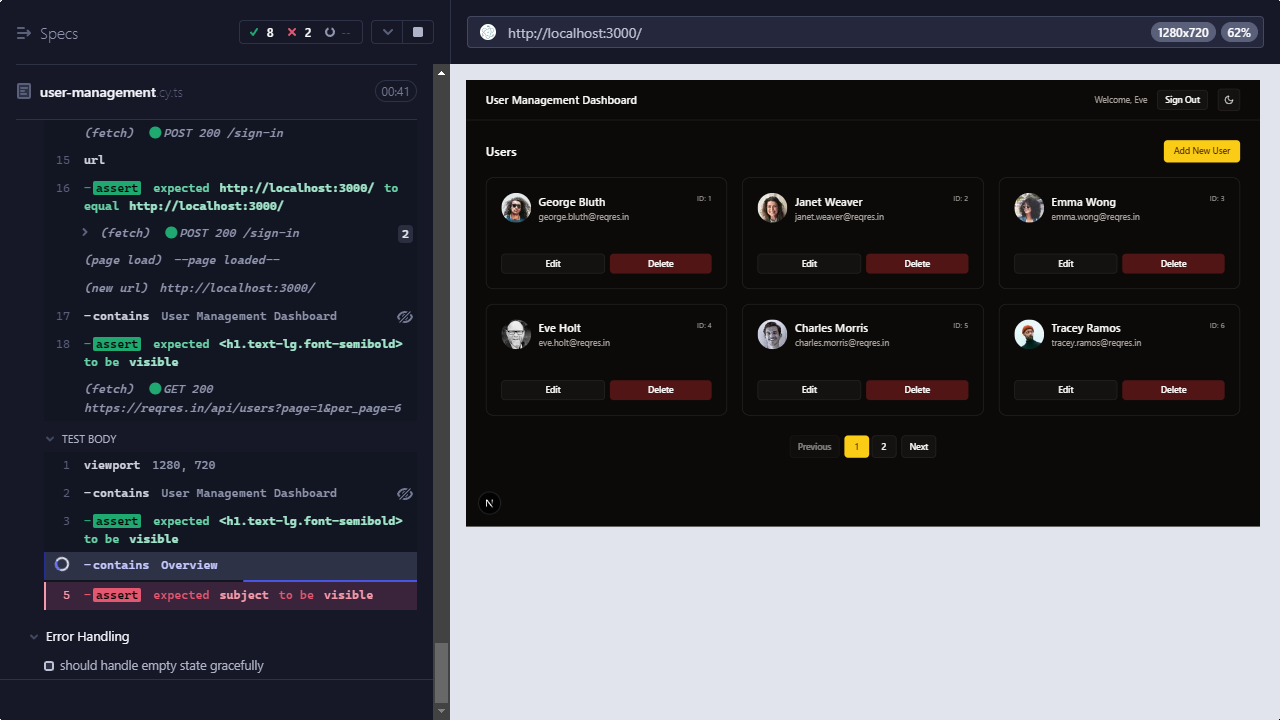 Specs
8 2 --
user-management.cy.ts
00:41
(fetch) POST 200 /sign-in
15 url
16 -assert expected http://localhost:3000/ to
equal http://localhost:3000/
(fetch) POST 200 /sign-in 2
(page load) --page loaded--
(new url) http://localhost:3000/
17 -contains User Management Dashboard
18 -assert expected <h1.text-lg.font-semibold>
to be visible
(fetch) GET 200
https://reqres.in/api/users?page=1&per_page=6
TEST BODY
1 viewport 1280, 720
2 -contains User Management Dashboard
3 -assert expected <h1.text-lg.font-semibold>
to be visible
-contains Overview
5 -assert expected subject to be visible
Error Handling
should handle empty state gracefully
http://localhost:3000/
1280x720 62%
User Management Dashboard
Welcome, Eve
Sign Out
Users
Add New User
George Bluth ID: 1
george.bluth@reqres.in
Edit Delete
Janet Weaver ID: 2
janet.weaver@reqres.in
Edit Delete
Emma Wong ID: 3
emma.wong@reqres.in
Edit Delete
Eve Holt ID: 4
eve.holt@reqres.in
Edit Delete
Charles Morris ID: 5
charles.morris@reqres.in
Edit Delete
Tracey Ramos ID: 6
tracey.ramos@reqres.in
Edit Delete
Previous 1 2 Next
N